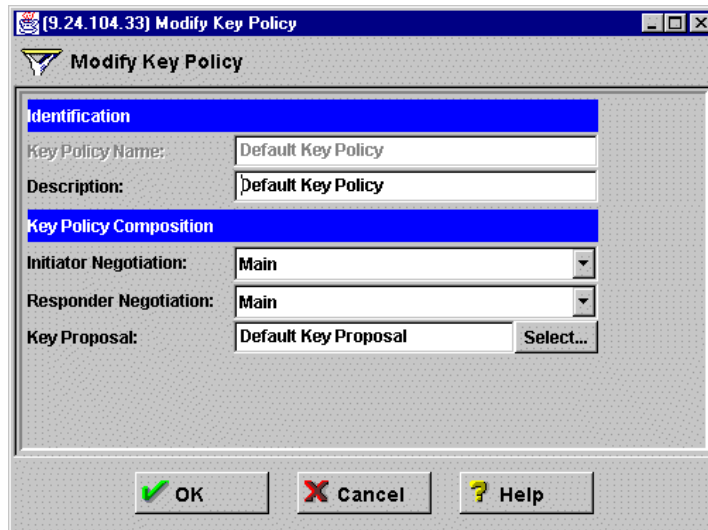 (9.24.104.33) Modify Key Policy
Modify Key Policy
Identification
Key Policy Name: Default Key Policy
Description: Default Key Policy
Key Policy Composition
Initiator Negotiation: Main
Responder Negotiation: Main
Key Proposal: Default Key Proposal Select...
OK Cancel Help